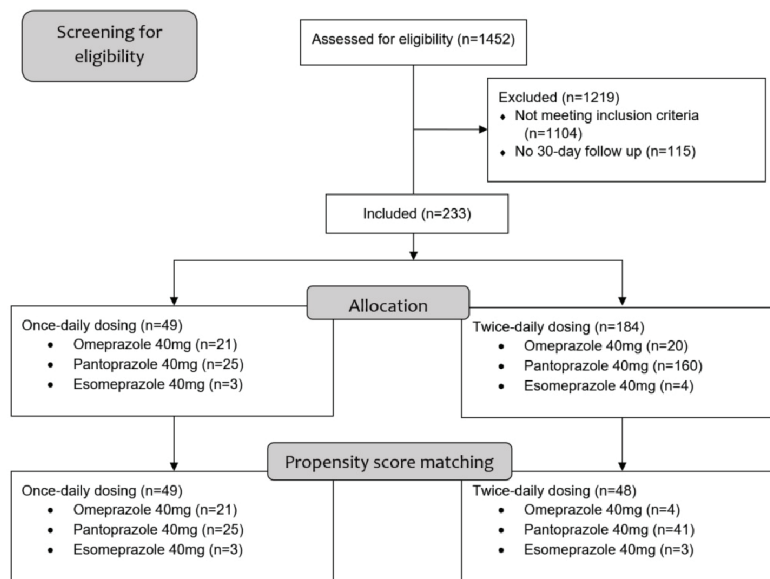 Screening for
eligibility
Assessed for eligibility (n=1452)
Excluded (n=1219)
♦ Not meeting inclusion criteria
(n=1104)
♦ No 30-day follow up (n=115)
Included (n=233)
Allocation
Once-daily dosing (n=49)
• Omeprazole 40mg (n=21)
• Pantoprazole 40mg (n=25)
• Esomeprazole 40mg (n=3)
Twice-daily dosing (n=184)
• Omeprazole 40mg (n=20)
• Pantoprazole 40mg (n=160)
• Esomeprazole 40mg (n=4)
Propensity score matching
Once-daily dosing (n=49)
• Omeprazole 40mg (n=21)
• Pantoprazole 40mg (n=25)
• Esomeprazole 40mg (n=3)
Twice-daily dosing (n=48)
• Omeprazole 40mg (n=4)
• Pantoprazole 40mg (n=41)
• Esomeprazole 40mg (n=3)